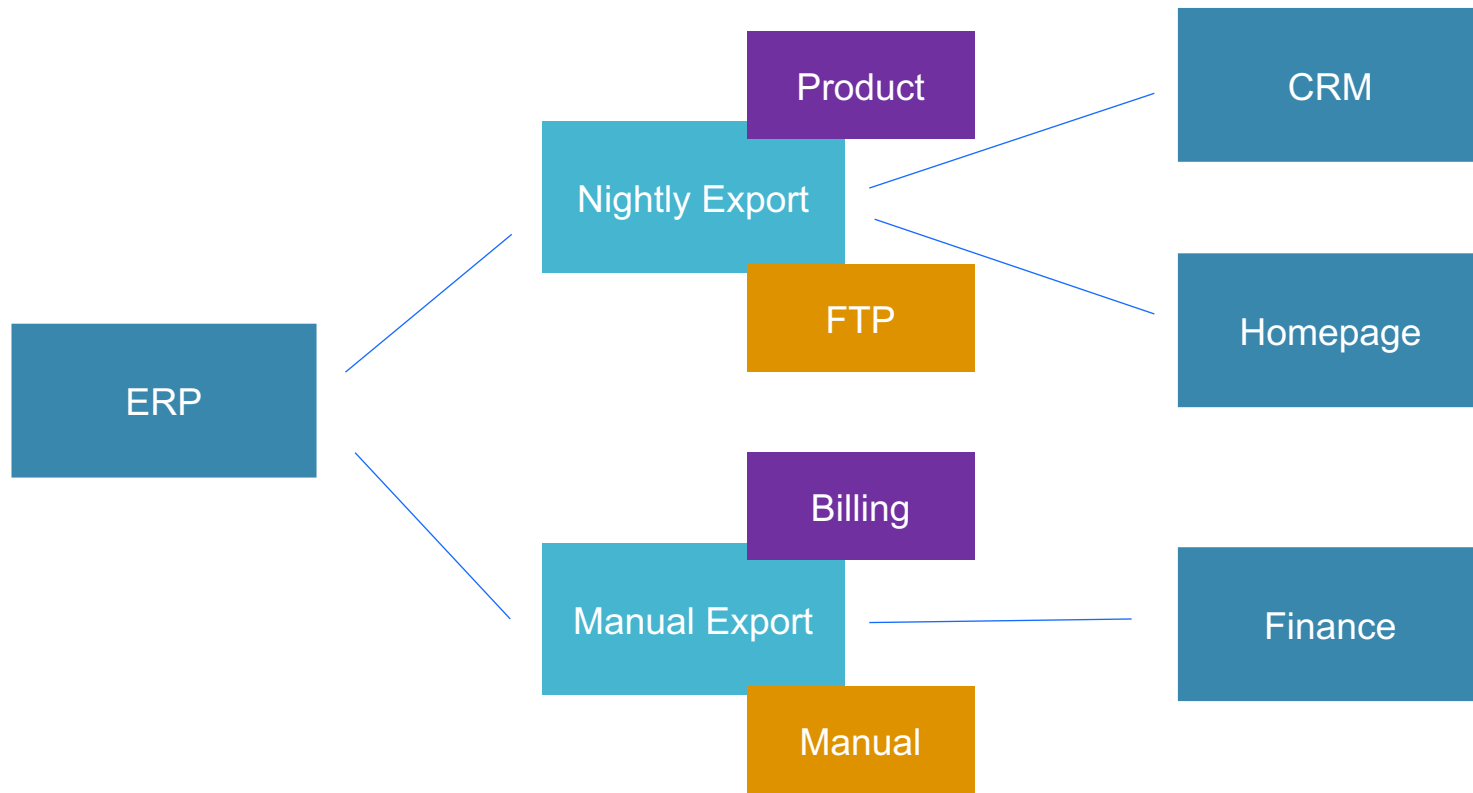 Product
CRM
Nightly Export
FTP
Homepage
ERP
Billing
Manual Export
Finance
Manual